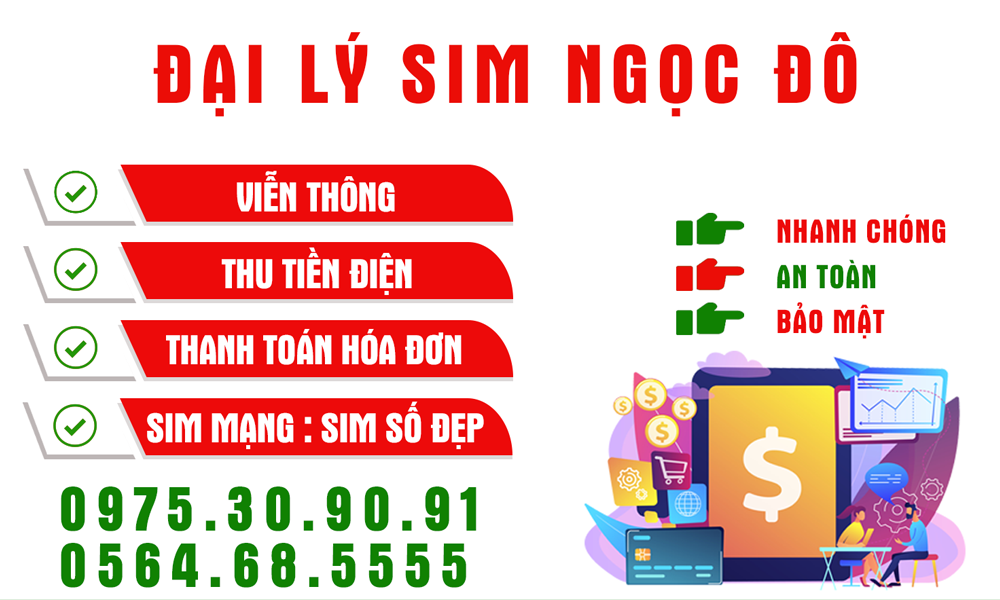 ĐẠI LÝ SIM NGỌC ĐÔ
VIỄN THÔNG
THU TIỀN ĐIỆN
THANH TOÁN HÓA ĐƠN
SIM MẠNG : SIM SỐ ĐẸP
0975.30.90.91
0564.68.5555
NHANH CHÓNG
AN TOÀN
BẢO MẬT